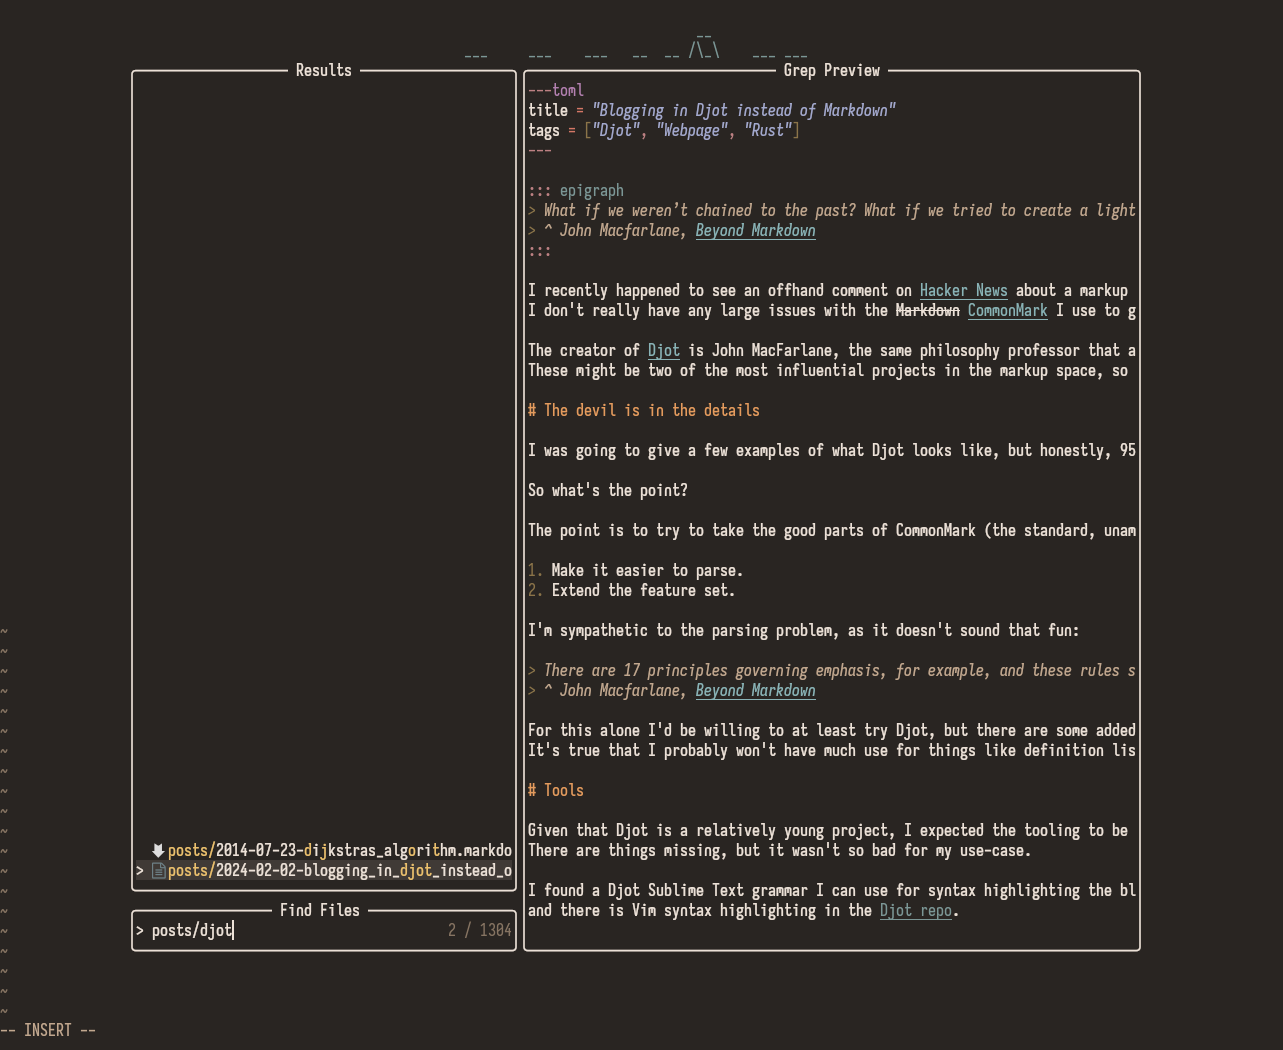 Results
posts/2014-07-23-dijkstras_algorithm.markdo
> posts/2024-02-02-blogging_in_djot_instead_o
Find Files
> posts/djot 2 / 1304
Grep Preview
---toml
title = "Blogging in Djot instead of Markdown"
tags = ["Djot", "Webpage", "Rust"]
---
::: epigraph
> What if we weren’t chained to the past? What if we tried to create a light
> ^ John Macfarlane, Beyond Markdown
:::
I recently happened to see an offhand comment on Hacker News about a markup
I don't really have any large issues with the Markdown CommonMark I use to g
The creator of Djot is John MacFarlane, the same philosophy professor that a
These might be two of the most influential projects in the markup space, so
# The devil is in the details
I was going to give a few examples of what Djot looks like, but honestly, 95
So what's the point?
The point is to try to take the good parts of CommonMark (the standard, unam
1. Make it easier to parse.
2. Extend the feature set.
I'm sympathetic to the parsing problem, as it doesn't sound that fun:
> There are 17 principles governing emphasis, for example, and these rules s
> ^ John Macfarlane, Beyond Markdown
For this alone I'd be willing to at least try Djot, but there are some added
It's true that I probably won't have much use for things like definition lis
# Tools
Given that Djot is a relatively young project, I expected the tooling to be
There are things missing, but it wasn't so bad for my use-case.
I found a Djot Sublime Text grammar I can use for syntax highlighting the bl
and there is Vim syntax highlighting in the Djot repo.
-- INSERT --